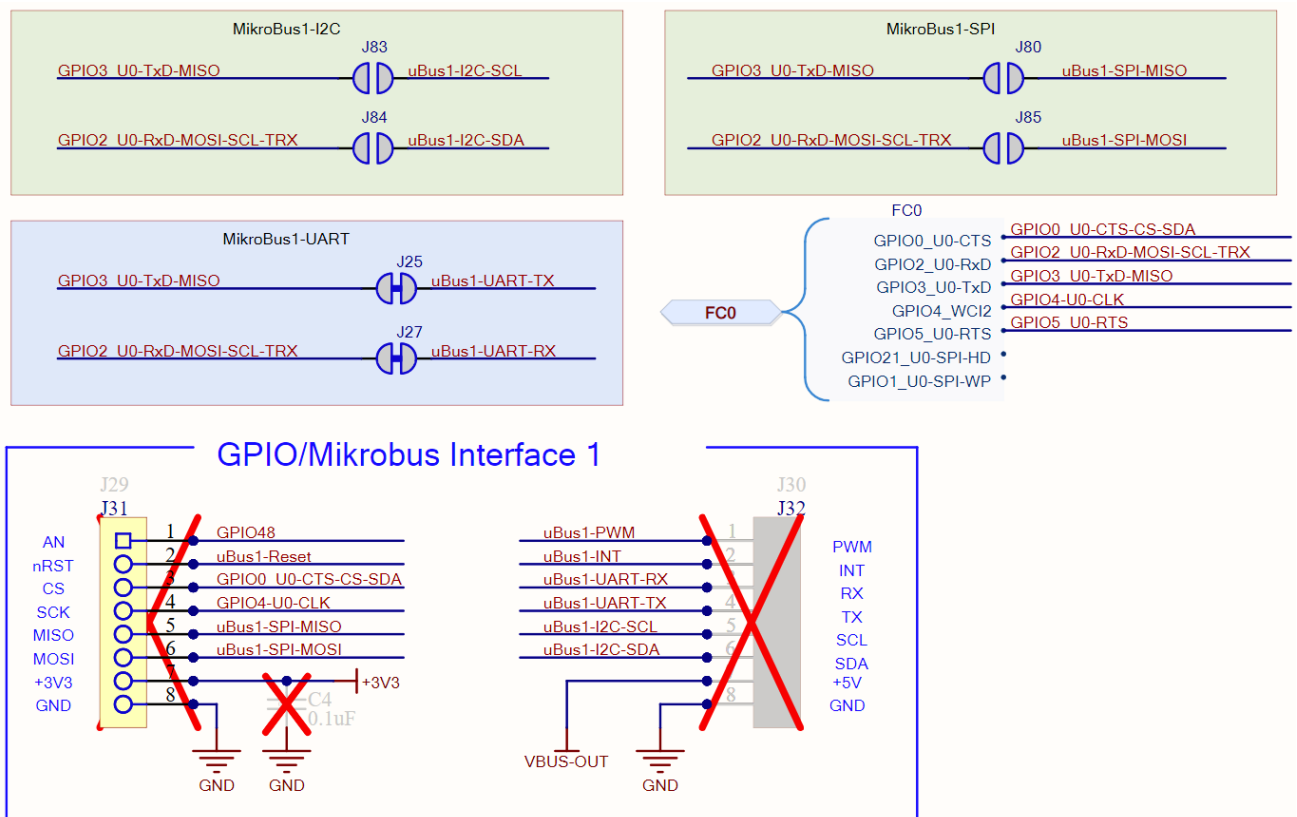 MikroBus1-I2C
J83
GPIO3_U0-TxD-MISO
uBus1-I2C-SCL
J84
GPIO2_U0-RxD-MOSI-SCL-TRX
uBus1-I2C-SDA
MikroBus1-SPI
J80
GPIO3_U0-TxD-MISO
uBus1-SPI-MISO
J85
GPIO2_U0-RxD-MOSI-SCL-TRX
uBus1-SPI-MOSI
MikroBus1-UART
J25
GPIO3_U0-TxD-MISO
uBus1-UART-TX
J27
GPIO2_U0-RxD-MOSI-SCL-TRX
uBus1-UART-RX
FC0
FC0
GPIO0_U0-CTS
GPIO0_U0-CTS-CS-SDA
GPIO2_U0-RxD
GPIO2_U0-RxD-MOSI-SCL-TRX
GPIO3_U0-TxD
GPIO3_U0-TxD-MISO
GPIO4_WCI2
GPIO4-U0-CLK
GPIO5_U0-RTS
GPIO5_U0-RTS
GPIO21_U0-SPI-HD
GPIO1_U0-SPI-WP
GPIO/Mikrobus Interface 1
J29
J31
AN 1 GPIO48
nRST 2 uBus1-Reset
CS 3 GPIO0_U0-CTS-CS-SDA
SCK 4 GPIO4-U0-CLK
MISO 5 uBus1-SPI-MISO
MOSI 6 uBus1-SPI-MOSI
+3V3 7 +3V3
GND 8
C4
0.1uF
GND
GND
J30
J32
uBus1-PWM 1 PWM
uBus1-INT 2 INT
uBus1-UART-RX RX
uBus1-UART-TX 4 TX
uBus1-I2C-SCL 5 SCL
uBus1-I2C-SDA 6 SDA
+5V
8 GND
VBUS-OUT
GND